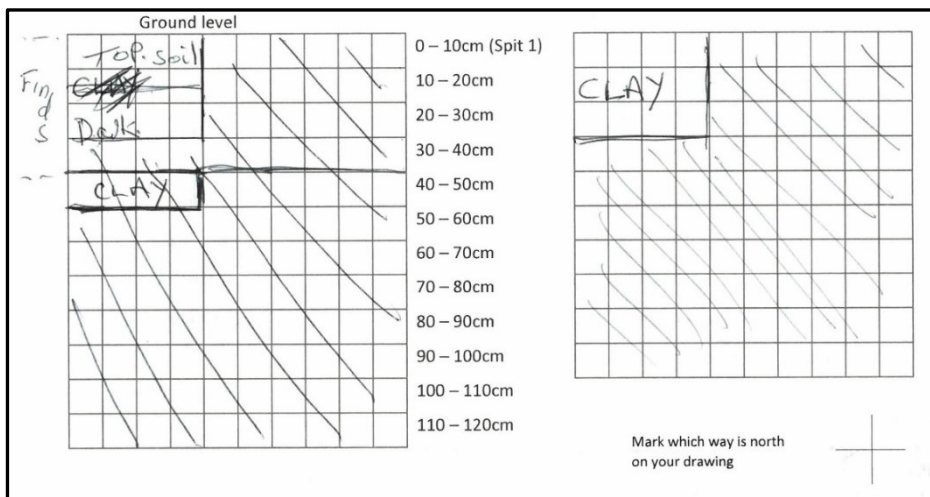 Ground level
TOP.SOIL
Finds
CLAY
Dark
CLAY
0 – 10cm (Spit 1)
10 – 20cm
20 – 30cm
30 – 40cm
40 – 50cm
50 – 60cm
60 – 70cm
70 – 80cm
80 – 90cm
90 – 100cm
100 – 110cm
110 – 120cm
CLAY
Mark which way is north
on your drawing